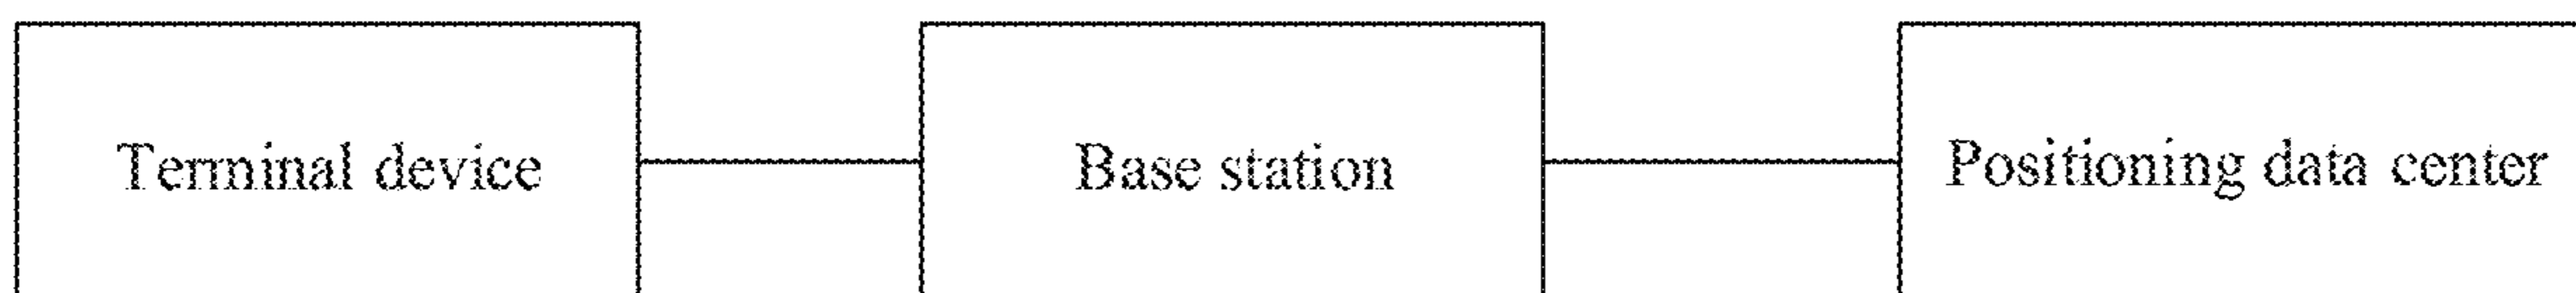 Terminal device
Base station
Positioning data center